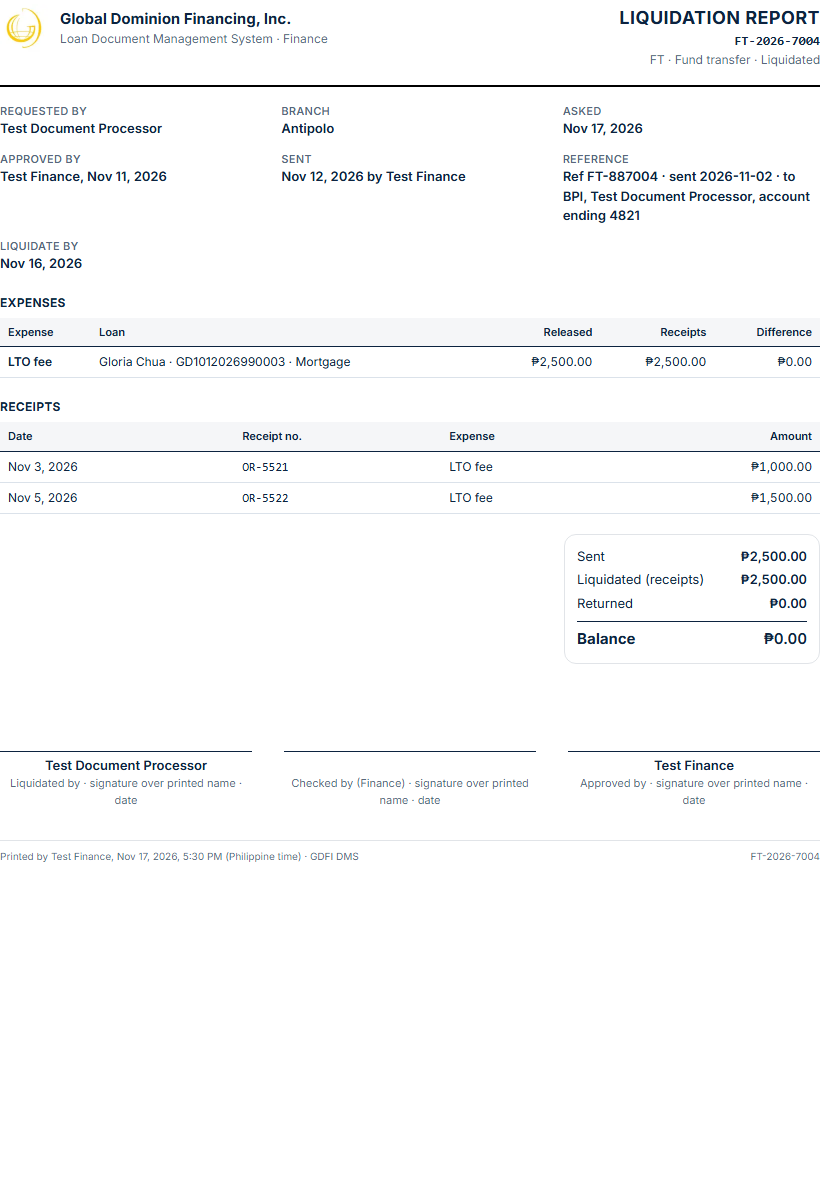 Global Dominion Financing, Inc.
Loan Document Management System · Finance
LIQUIDATION REPORT
FT-2026-7004
FT · Fund transfer · Liquidated
REQUESTED BY
Test Document Processor
BRANCH
Antipolo
ASKED
Nov 17, 2026
APPROVED BY
Test Finance, Nov 11, 2026
SENT
Nov 12, 2026 by Test Finance
REFERENCE
Ref FT-887004 · sent 2026-11-02 · to
BPI, Test Document Processor, account
ending 4821
LIQUIDATE BY
Nov 16, 2026
EXPENSES
Expense Loan Released Receipts Difference
LTO fee Gloria Chua · GD1012026990003 · Mortgage ₱2,500.00 ₱2,500.00 ₱0.00
RECEIPTS
Date Receipt no. Expense Amount
Nov 3, 2026 OR-5521 LTO fee ₱1,000.00
Nov 5, 2026 OR-5522 LTO fee ₱1,500.00
Sent ₱2,500.00
Liquidated (receipts) ₱2,500.00
Returned ₱0.00
Balance ₱0.00
Test Document Processor
Liquidated by · signature over printed name ·
date
Checked by (Finance) · signature over printed
name · date
Test Finance
Approved by · signature over printed name ·
date
Printed by Test Finance, Nov 17, 2026, 5:30 PM (Philippine time) · GDFI DMS
FT-2026-7004